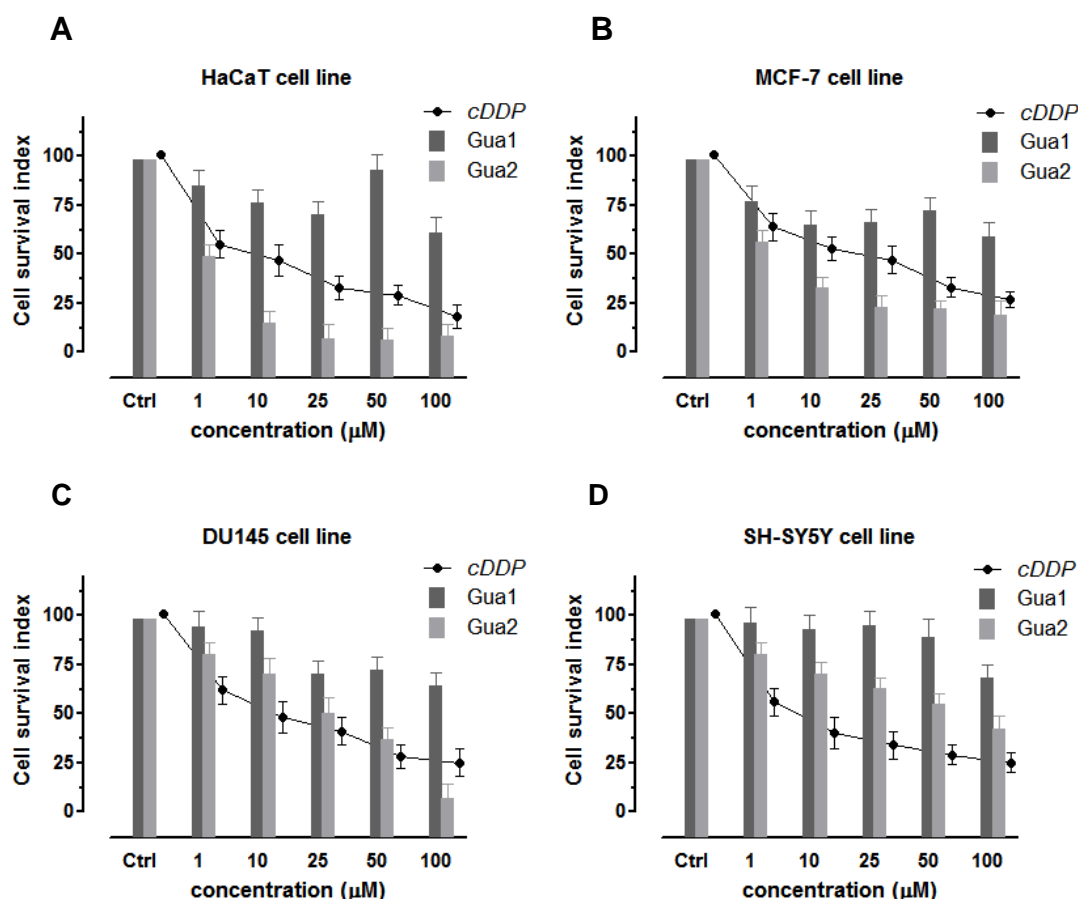 A
HaCaT cell line
cDDP
Gua1
Gua2
Cell survival index
100
75
50
25
0
Ctrl 1 10 25 50 100
concentration (µM)
B
MCF-7 cell line
cDDP
Gua1
Gua2
Cell survival index
100
75
50
25
0
Ctrl 1 10 25 50 100
concentration (µM)
C
DU145 cell line
cDDP
Gua1
Gua2
Cell survival index
100
75
50
25
0
Ctrl 1 10 25 50 100
concentration (µM)
D
SH-SY5Y cell line
cDDP
Gua1
Gua2
Cell survival index
100
75
50
25
0
Ctrl 1 10 25 50 100
concentration (µM)